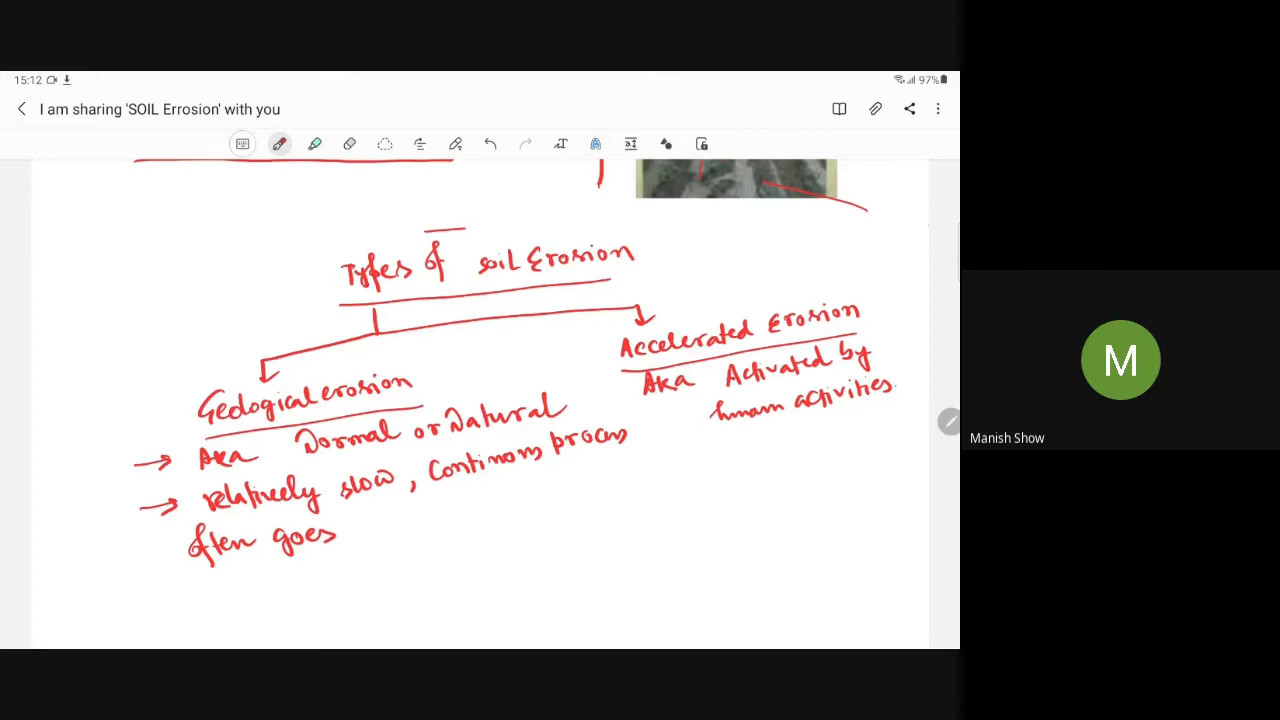 15:12
97%
I am sharing 'SOIL Errosion' with you
Types of soil Erosion
Accelerated Erosion
Aka Activated by
human activities.
Geological erosion
→ Aka Normal or Natural
→ relatively slow, Continous process
often goes
M
Manish Show